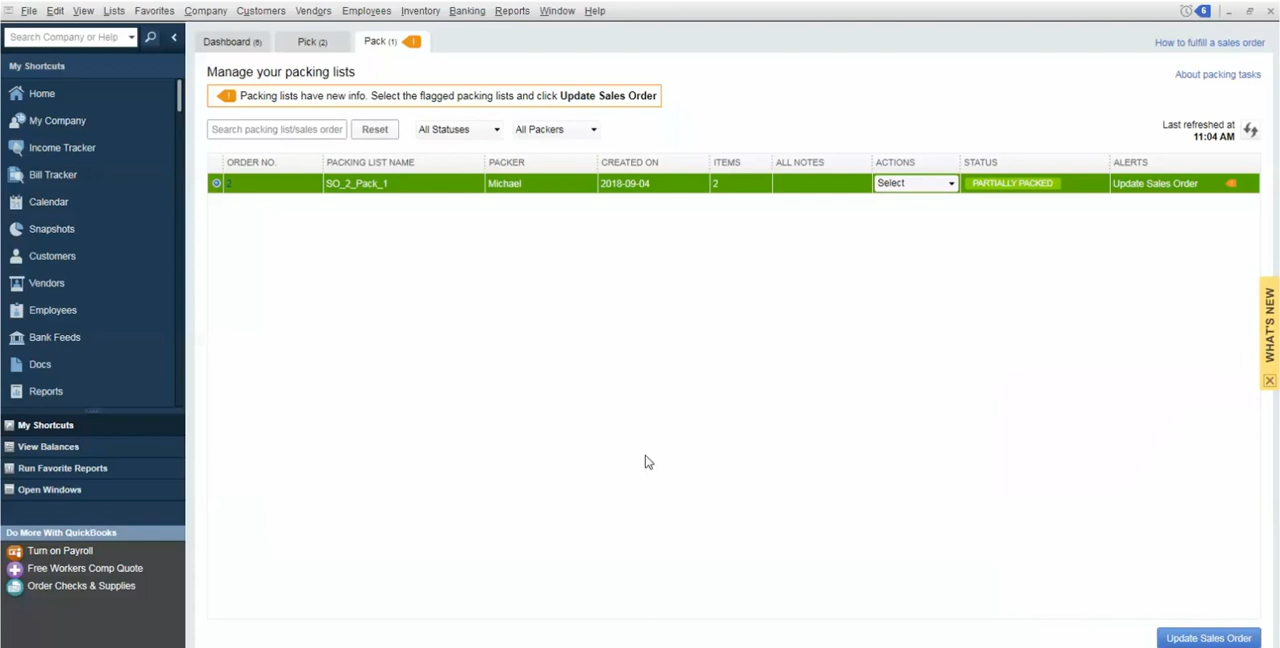 File Edit View Lists Favorites Company Customers Vendors Employees Inventory Banking Reports Window Help 6
Search Company or Help
My Shortcuts
Home
My Company
Income Tracker
Bill Tracker
Calendar
Snapshots
Customers
Vendors
Employees
Bank Feeds
Docs
Reports
My Shortcuts
View Balances
Run Favorite Reports
Open Windows
Do More With QuickBooks
Turn on Payroll
Free Workers Comp Quote
Order Checks & Supplies
Dashboard (6) Pick (2) Pack (1) !
How to fulfill a sales order
Manage your packing lists
About packing tasks
! Packing lists have new info. Select the flagged packing lists and click Update Sales Order
Search packing list/sales order Reset All Statuses All Packers
Last refreshed at
11:04 AM
ORDER NO. PACKING LIST NAME PACKER CREATED ON ITEMS ALL NOTES ACTIONS STATUS ALERTS
2 SO_2_Pack_1 Michael 2018-09-04 2 Select PARTIALLY PACKED Update Sales Order
WHAT'S NEW
Update Sales Order